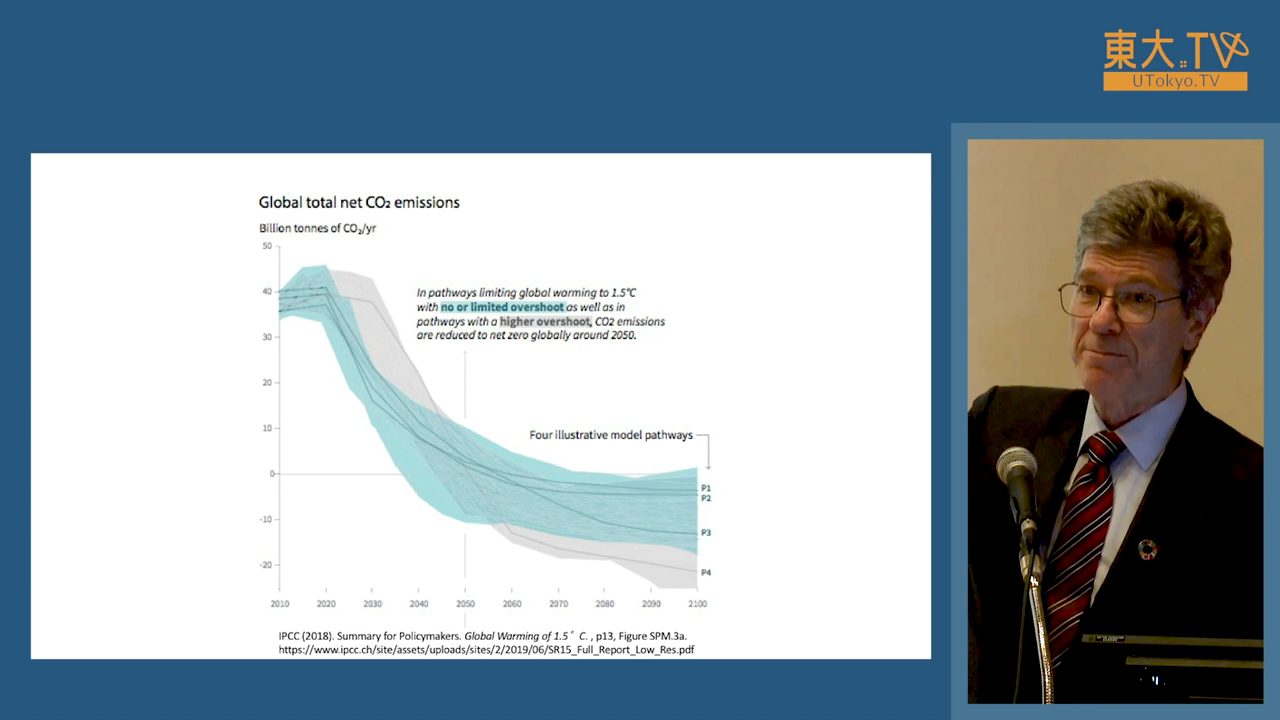 東大.TV
UTokyo.TV
Global total net CO₂ emissions
Billion tonnes of CO₂/yr
50
40
30
20
10
0
-10
-20
In pathways limiting global warming to 1.5°C
with no or limited overshoot as well as in
pathways with a higher overshoot, CO2 emissions
are reduced to net zero globally around 2050.
Four illustrative model pathways
P1
P2
P3
P4
2010 2020 2030 2040 2050 2060 2070 2080 2090 2100
IPCC (2018). Summary for Policymakers. Global Warming of 1.5˚ C. , p13, Figure SPM.3a.
https://www.ipcc.ch/site/assets/uploads/sites/2/2019/06/SR15_Full_Report_Low_Res.pdf